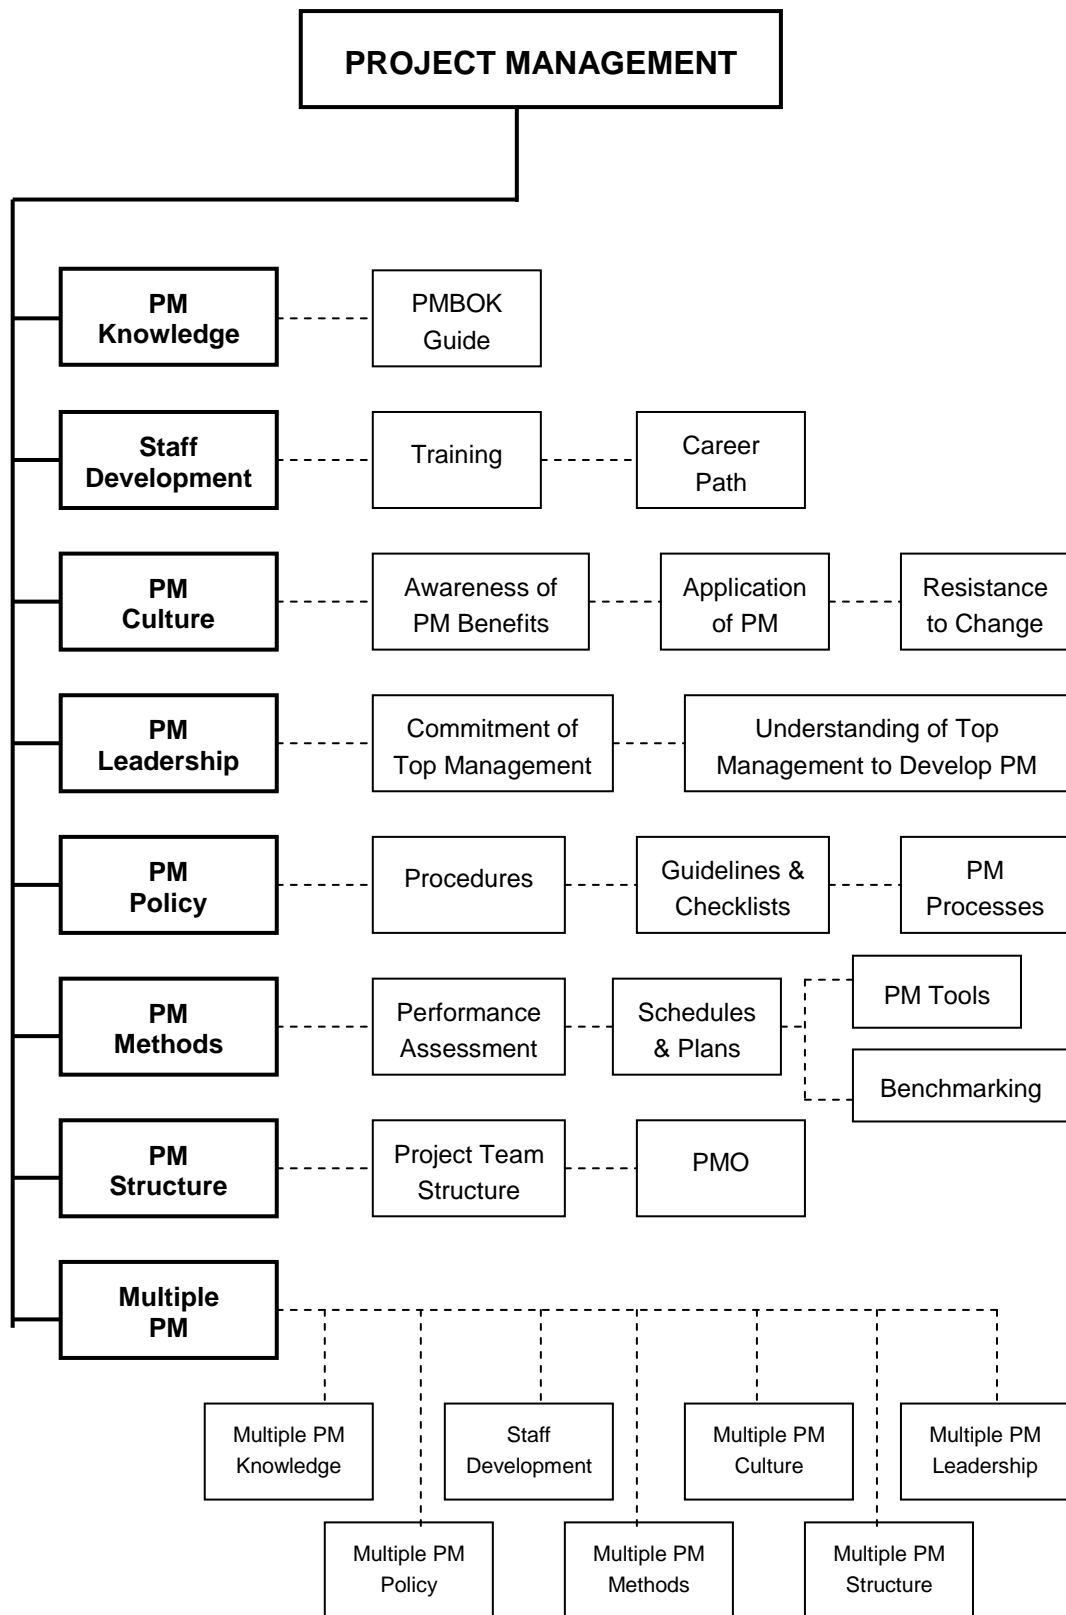 PROJECT MANAGEMENT
PM
Knowledge
PMBOK
Guide
Staff
Development
Training
Career
Path
PM
Culture
Awareness of
PM Benefits
Application
of PM
Resistance
to Change
PM
Leadership
Commitment of
Top Management
Understanding of Top
Management to Develop PM
PM
Policy
Procedures
Guidelines &
Checklists
PM
Processes
PM
Methods
Performance
Assessment
Schedules
& Plans
PM Tools
Benchmarking
PM
Structure
Project Team
Structure
PMO
Multiple
PM
Multiple PM
Knowledge
Staff
Development
Multiple PM
Culture
Multiple PM
Leadership
Multiple PM
Policy
Multiple PM
Methods
Multiple PM
Structure